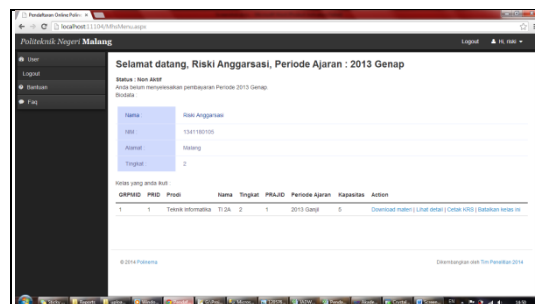 Pendaftaran Online Polin
localhost:11104/MhsMenu.aspx
Politeknik Negeri Malang
Logout
Hi, riski
User
Logout
Bantuan
Faq
Selamat datang, Riski Anggarsasi, Periode Ajaran : 2013 Genap
Status : Non Aktif
Anda belum menyelesaikan pembayaran Periode 2013 Genap
Biodata :
Nama : Riski Anggarsasi
NIM : 1341180109
Alamat : Malang
Tingkat : 2
Kelas yang anda ikuti :
GRPMID PRID Prodi Nama Tingkat PRAJID Periode Ajaran Kapasitas Action
1 1 Teknik Informatika TI 2A 2 1 2013 Ganjil 5 Download materi | Lihat detail | Cetak KRS | Batalkan kelas ini
© 2014 Polinema
Dikembangkan oleh Tim Penelitian 2014